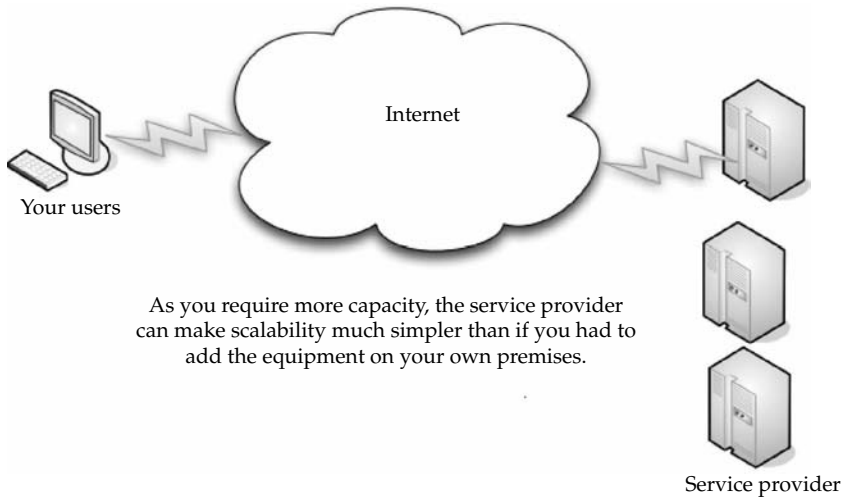 Internet
Your users
As you require more capacity, the service provider
can make scalability much simpler than if you had to
add the equipment on your own premises.
Service provider